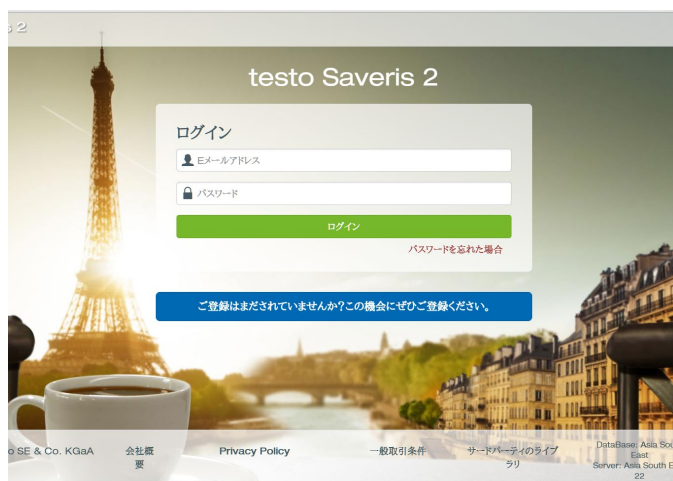 s 2
testo Saveris 2
ログイン
Eメールアドレス
パスワード
ログイン
パスワードを忘れた場合
ご登録はまだされていませんか?この機会にぜひご登録ください。
o SE & Co. KGaA
会社概
要
Privacy Policy
一般取引条件
サードパーティのライブ
ラリ
DataBase: Asia Sou
East
Server: Asia South E
22